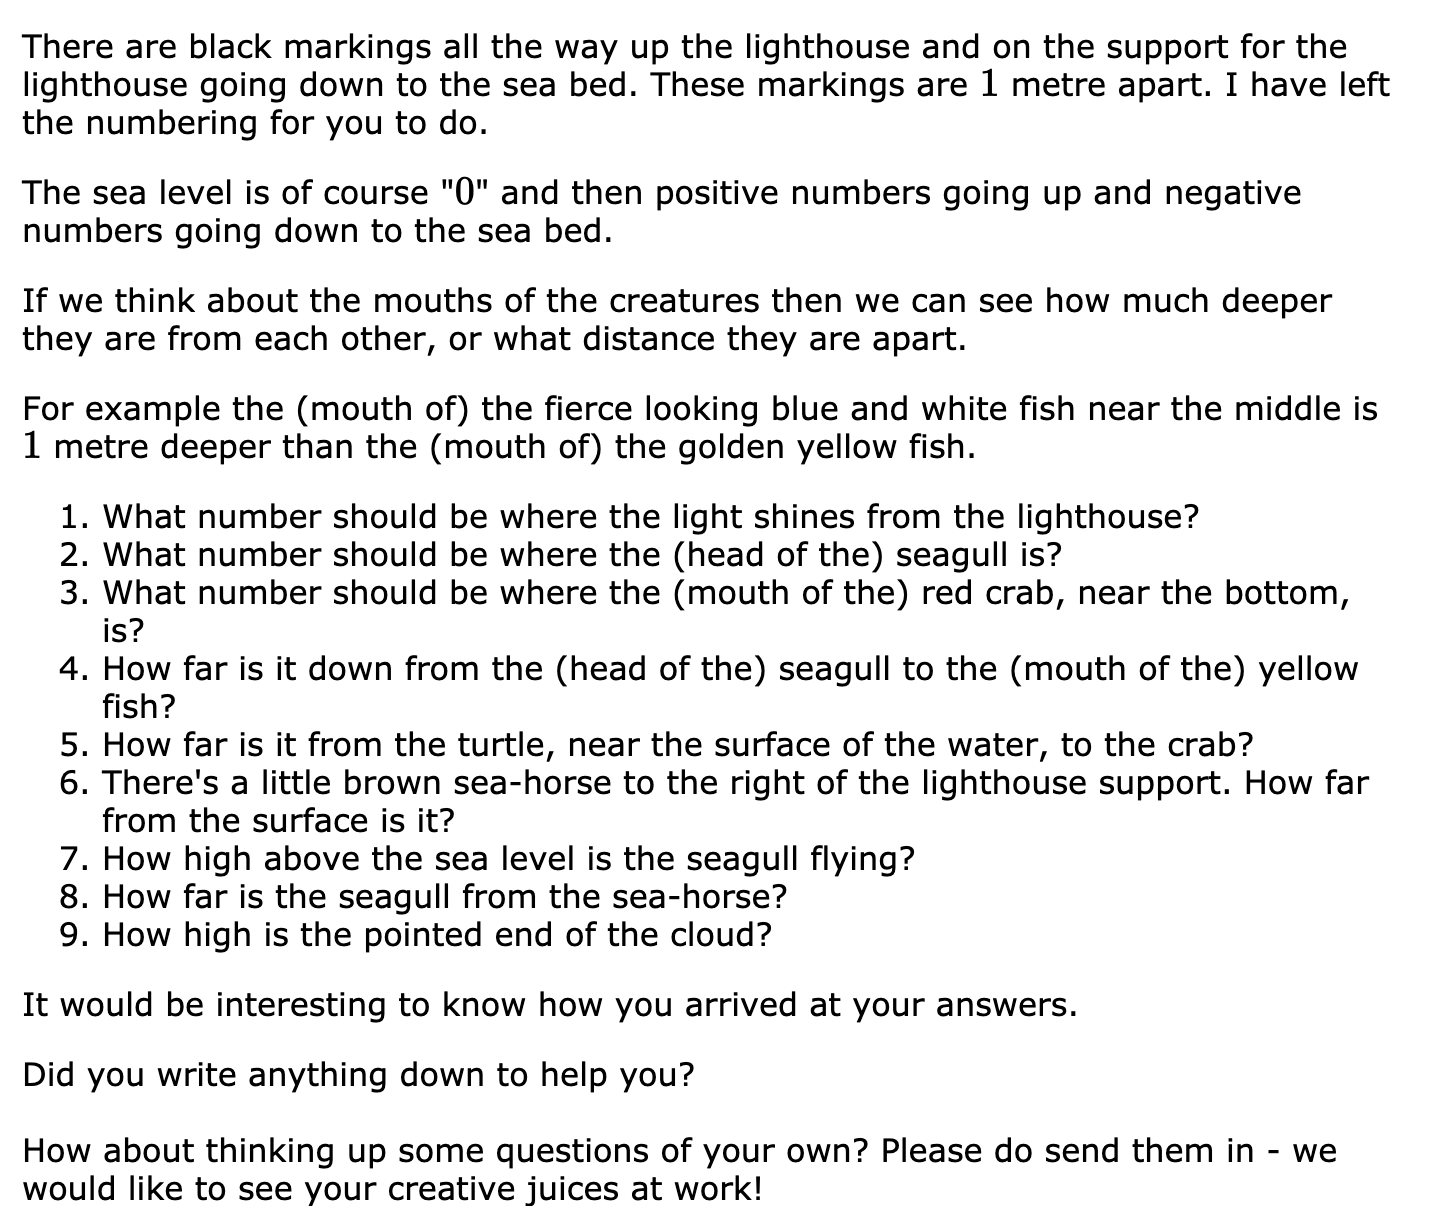 There are black markings all the way up the lighthouse and on the support for the
lighthouse going down to the sea bed. These markings are 1 metre apart. I have left
the numbering for you to do.
The sea level is of course "0" and then positive numbers going up and negative
numbers going down to the sea bed.
If we think about the mouths of the creatures then we can see how much deeper
they are from each other, or what distance they are apart.
For example the (mouth of) the fierce looking blue and white fish near the middle is
1 metre deeper than the (mouth of) the golden yellow fish.
1. What number should be where the light shines from the lighthouse?
2. What number should be where the (head of the) seagull is?
3. What number should be where the (mouth of the) red crab, near the bottom,
is?
4. How far is it down from the (head of the) seagull to the (mouth of the) yellow
fish?
5. How far is it from the turtle, near the surface of the water, to the crab?
6. There's a little brown sea-horse to the right of the lighthouse support. How far
from the surface is it?
7. How high above the sea level is the seagull flying?
8. How far is the seagull from the sea-horse?
9. How high is the pointed end of the cloud?
It would be interesting to know how you arrived at your answers.
Did you write anything down to help you?
How about thinking up some questions of your own? Please do send them in - we
would like to see your creative juices at work!